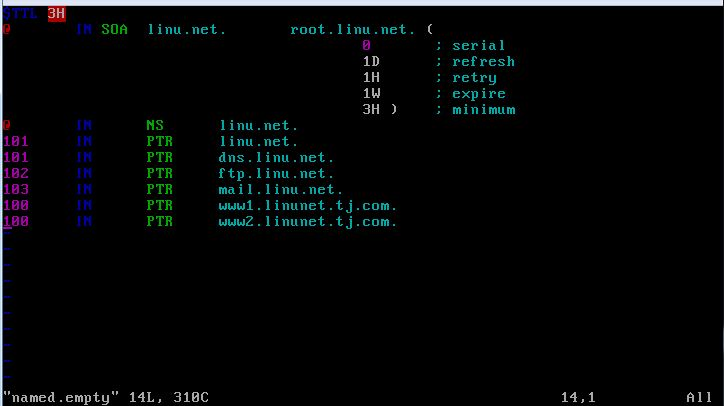 $TTL 3H
@ IN SOA linu.net. root.linu.net. (
0 ; serial
1D ; refresh
1H ; retry
1W ; expire
3H ) ; minimum
@ IN NS linu.net.
101 IN PTR linu.net.
101 IN PTR dns.linu.net.
102 IN PTR ftp.linu.net.
103 IN PTR mail.linu.net.
100 IN PTR www1.linunet.tj.com.
100 IN PTR www2.linunet.tj.com.
~
~
~
~
~
~
~
~
~
"named.empty" 14L, 310C 14,1 All